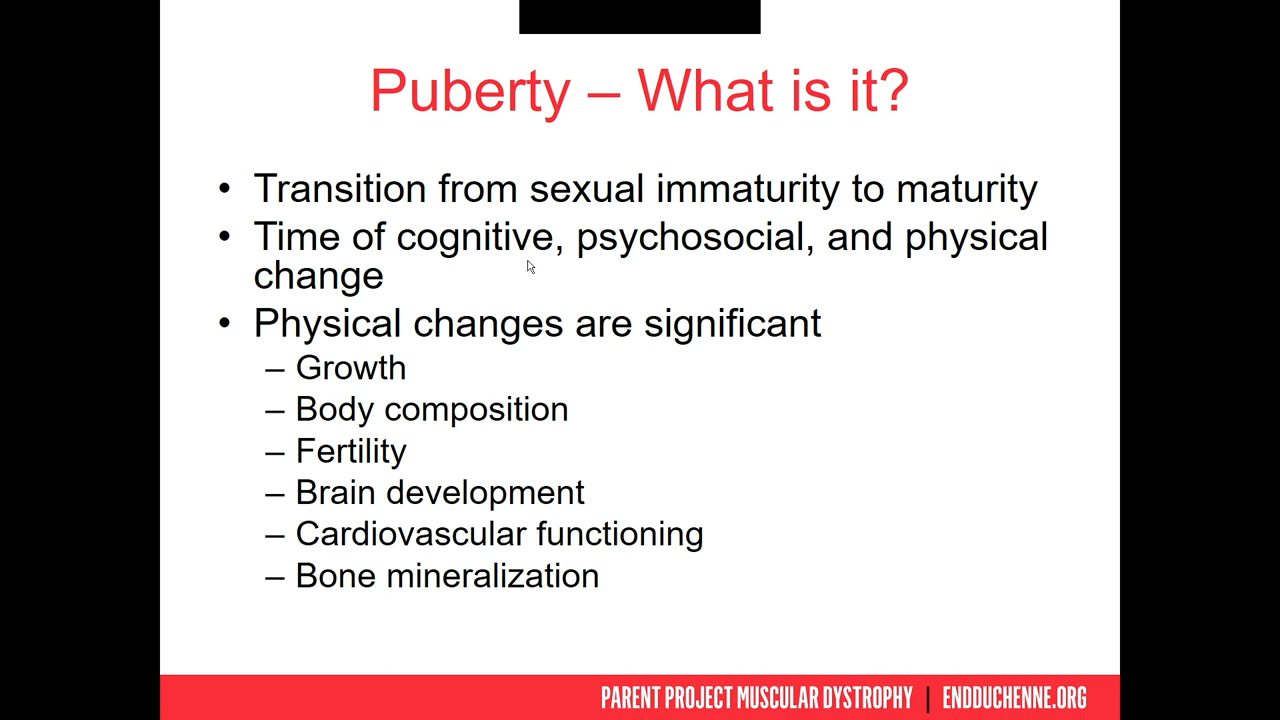 Puberty – What is it?
• Transition from sexual immaturity to maturity
• Time of cognitive, psychosocial, and physical
change
• Physical changes are significant
– Growth
– Body composition
– Fertility
– Brain development
– Cardiovascular functioning
– Bone mineralization
PARENT PROJECT MUSCULAR DYSTROPHY | ENDDUCHENNE.ORG